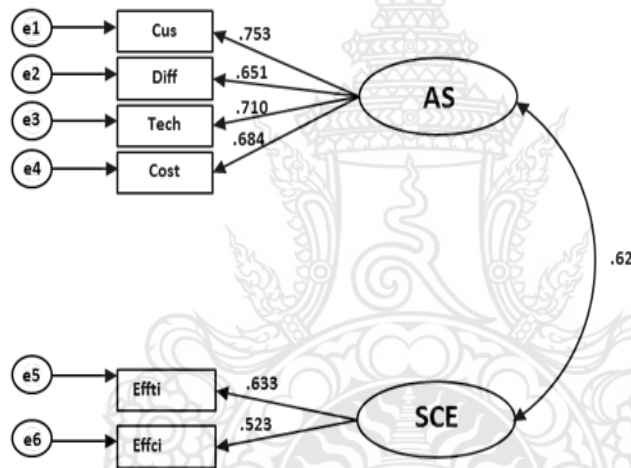 e1
Cus
.753
e2
Diff
.651
AS
e3
Tech
.710
e4
Cost
.684
.62
e5
Effti
.633
e6
Effci
.523
SCE